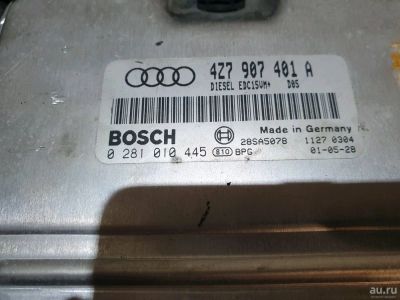 4Z7 907 401 A
DIESEL EDC15VM+ D05
BOSCH
Made in Germany
0 281 010 445
810
BPG
28SA5078
1127 0304
01-05-28
au.ru